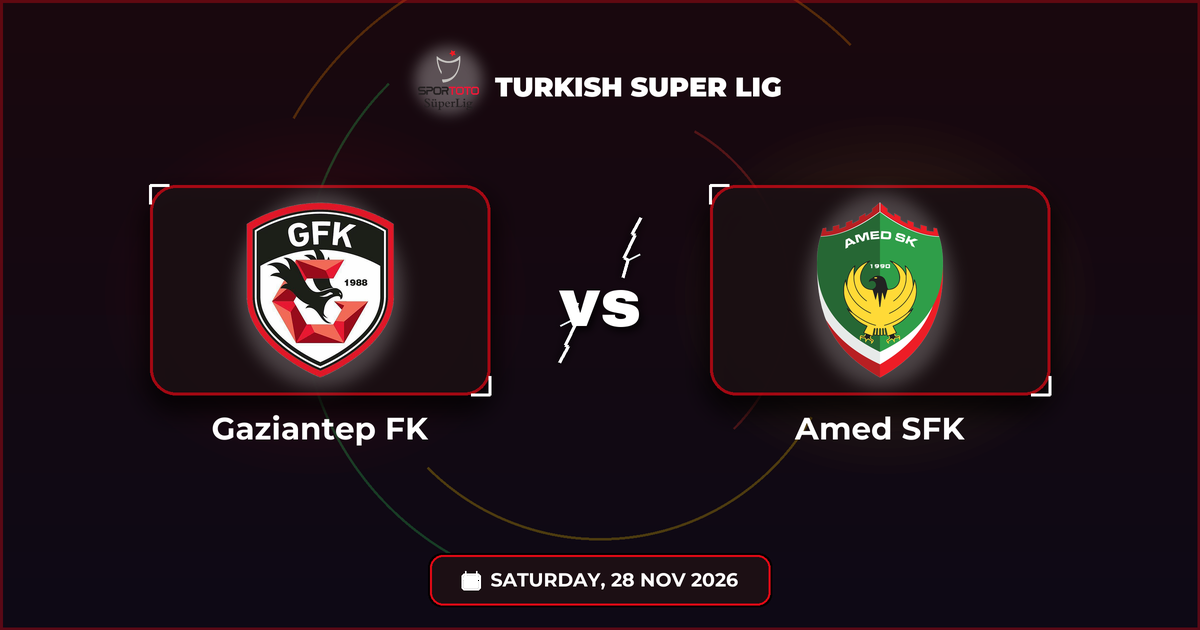 SPORTOTO
SüperLig
TURKISH SUPER LIG
GFK
1988
AMED SK
1990
VS
Gaziantep FK
Amed SFK
SATURDAY, 28 NOV 2026